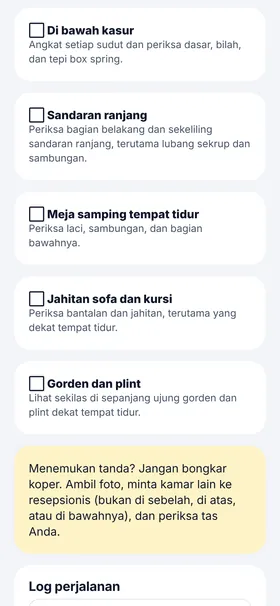 Di bawah kasur
Angkat setiap sudut dan periksa dasar, bilah,
dan tepi box spring.
Sandaran ranjang
Periksa bagian belakang dan sekeliling
sandaran ranjang, terutama lubang sekrup dan
sambungan.
Meja samping tempat tidur
Periksa laci, sambungan, dan bagian
bawahnya.
Jahitan sofa dan kursi
Periksa bantalan dan jahitan, terutama yang
dekat tempat tidur.
Gorden dan plint
Lihat sekilas di sepanjang ujung gorden dan
plint dekat tempat tidur.
Menemukan tanda? Jangan bongkar
koper. Ambil foto, minta kamar lain ke
resepsionis (bukan di sebelah, di atas,
atau di bawahnya), dan periksa tas
Anda.
Log perjalanan